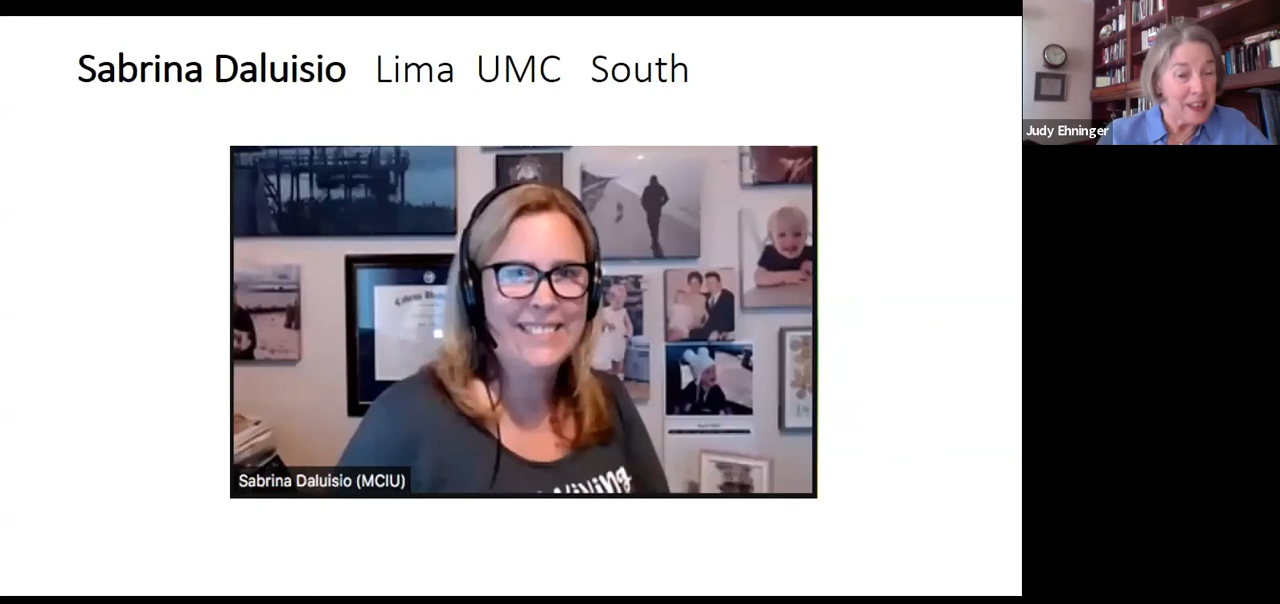 Sabrina Daluisio Lima UMC South
Judy Ehninger
Sabrina Daluisio (MCIU)